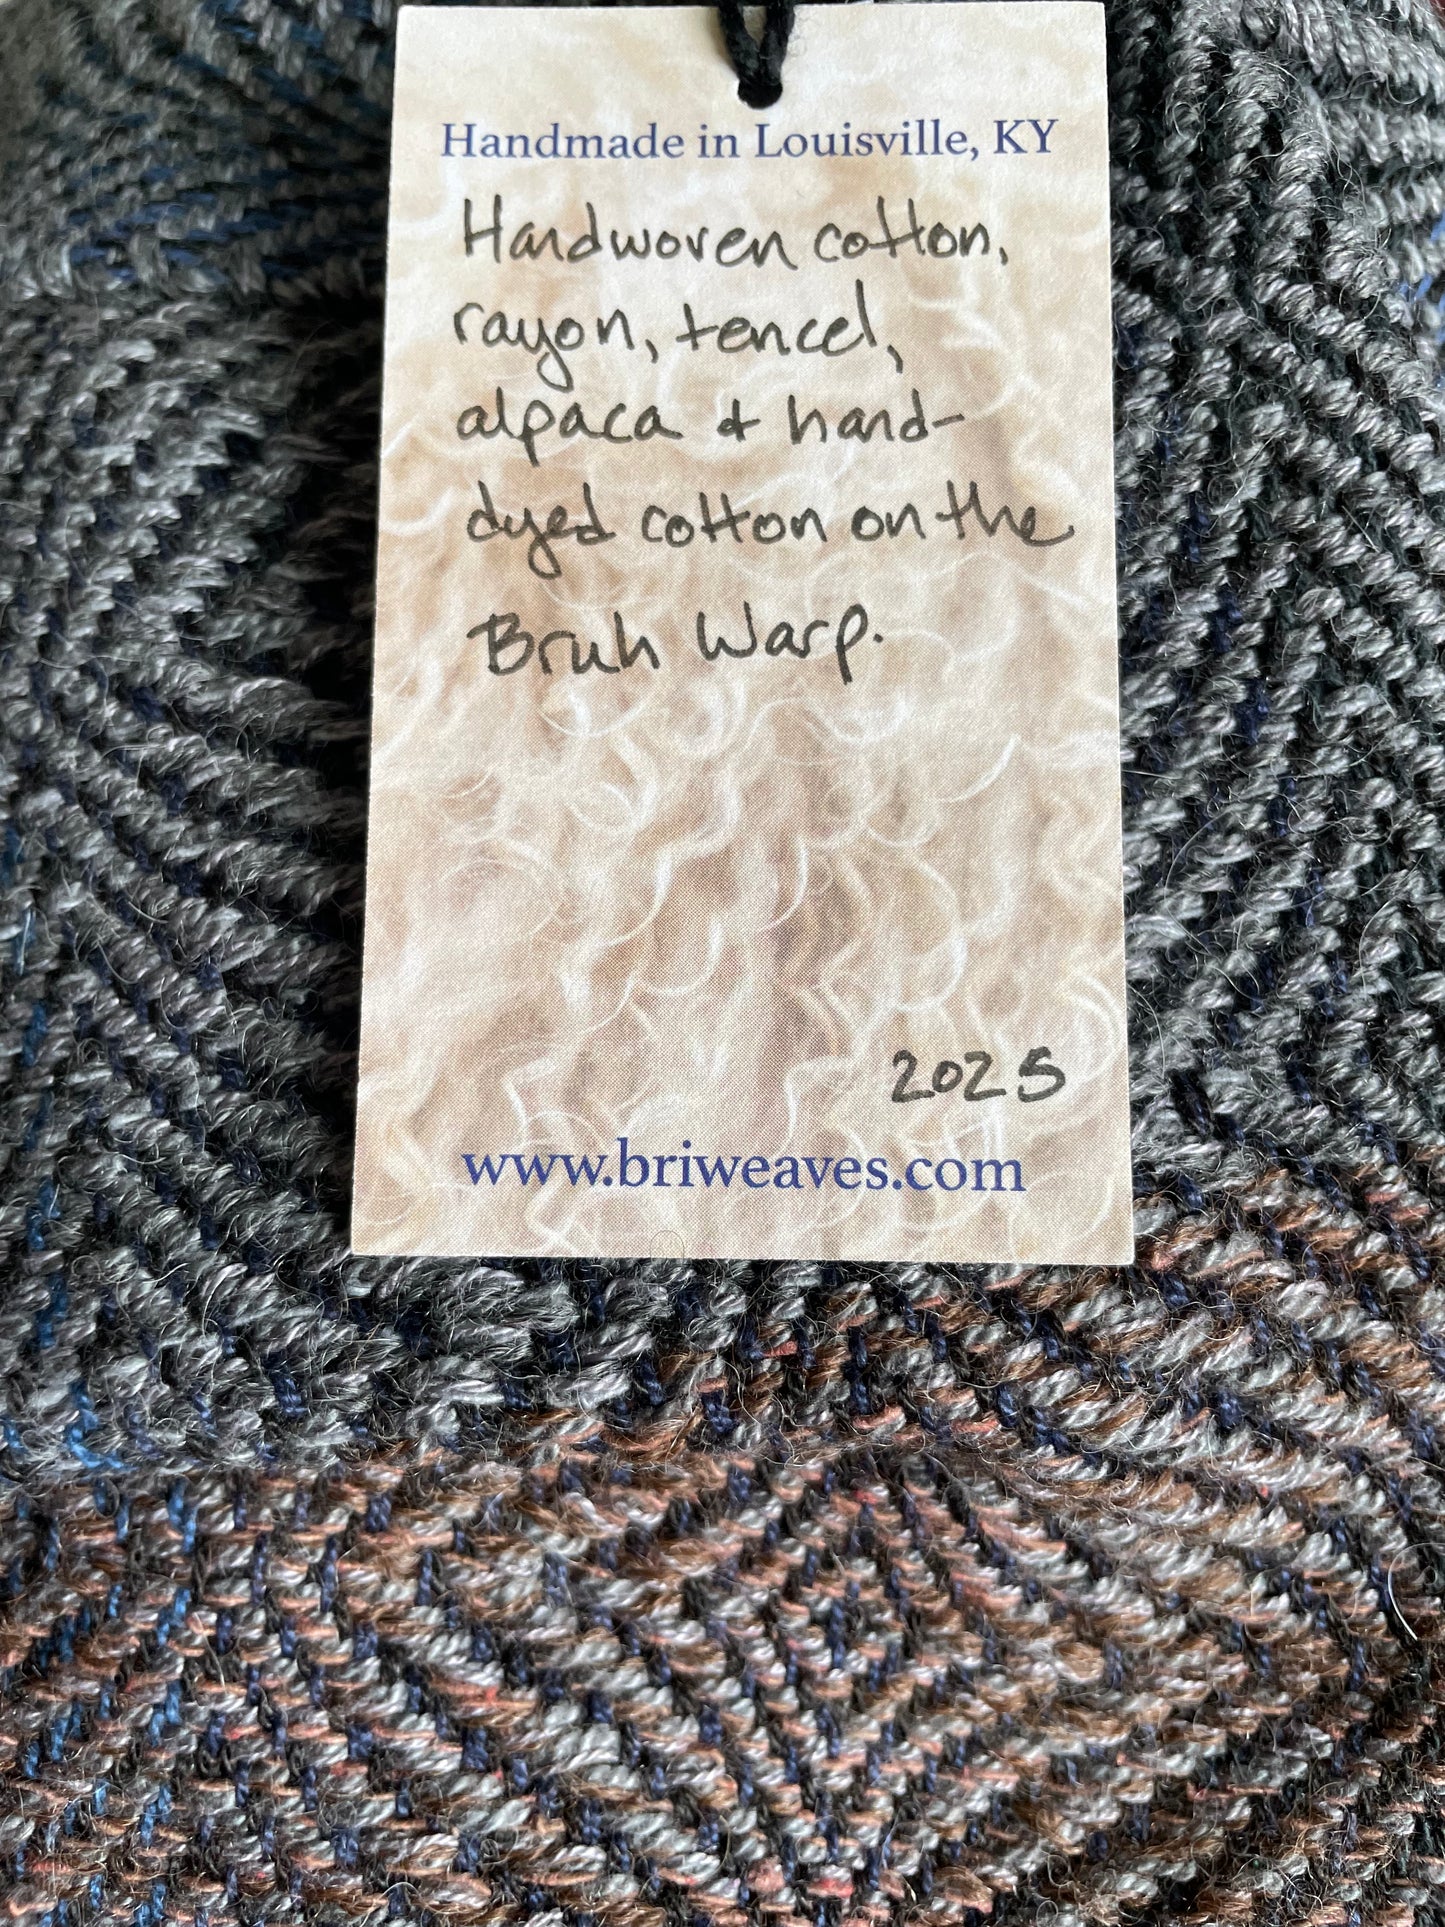 Handmade in Louisville, KY
Handwoven cotton,
rayon, tencel,
alpaca & hand-
dyed cotton on the
Bruh Warp.
2025
www.briweaves.com